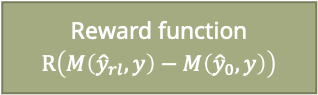 Reward function
R(M(ŷ_rl, y) − M(ŷ_0, y))